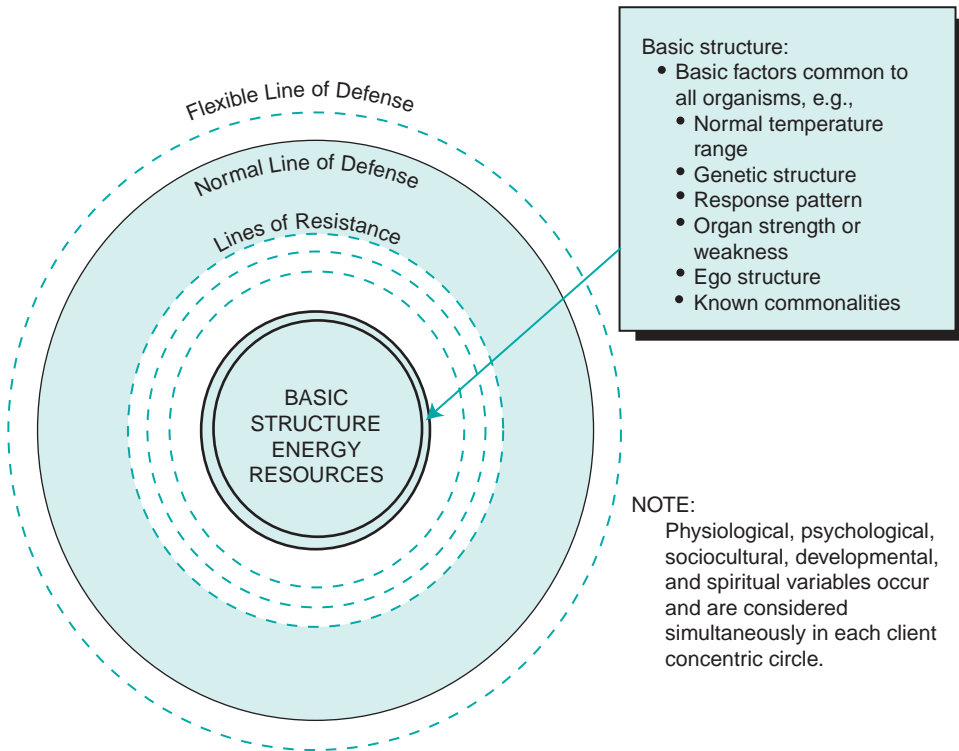 Flexible Line of Defense
Normal Line of Defense
Lines of Resistance
BASIC
STRUCTURE
ENERGY
RESOURCES
Basic structure:
• Basic factors common to
all organisms, e.g.,
• Normal temperature
range
• Genetic structure
• Response pattern
• Organ strength or
weakness
• Ego structure
• Known commonalities
NOTE:
Physiological, psychological,
sociocultural, developmental,
and spiritual variables occur
and are considered
simultaneously in each client
concentric circle.